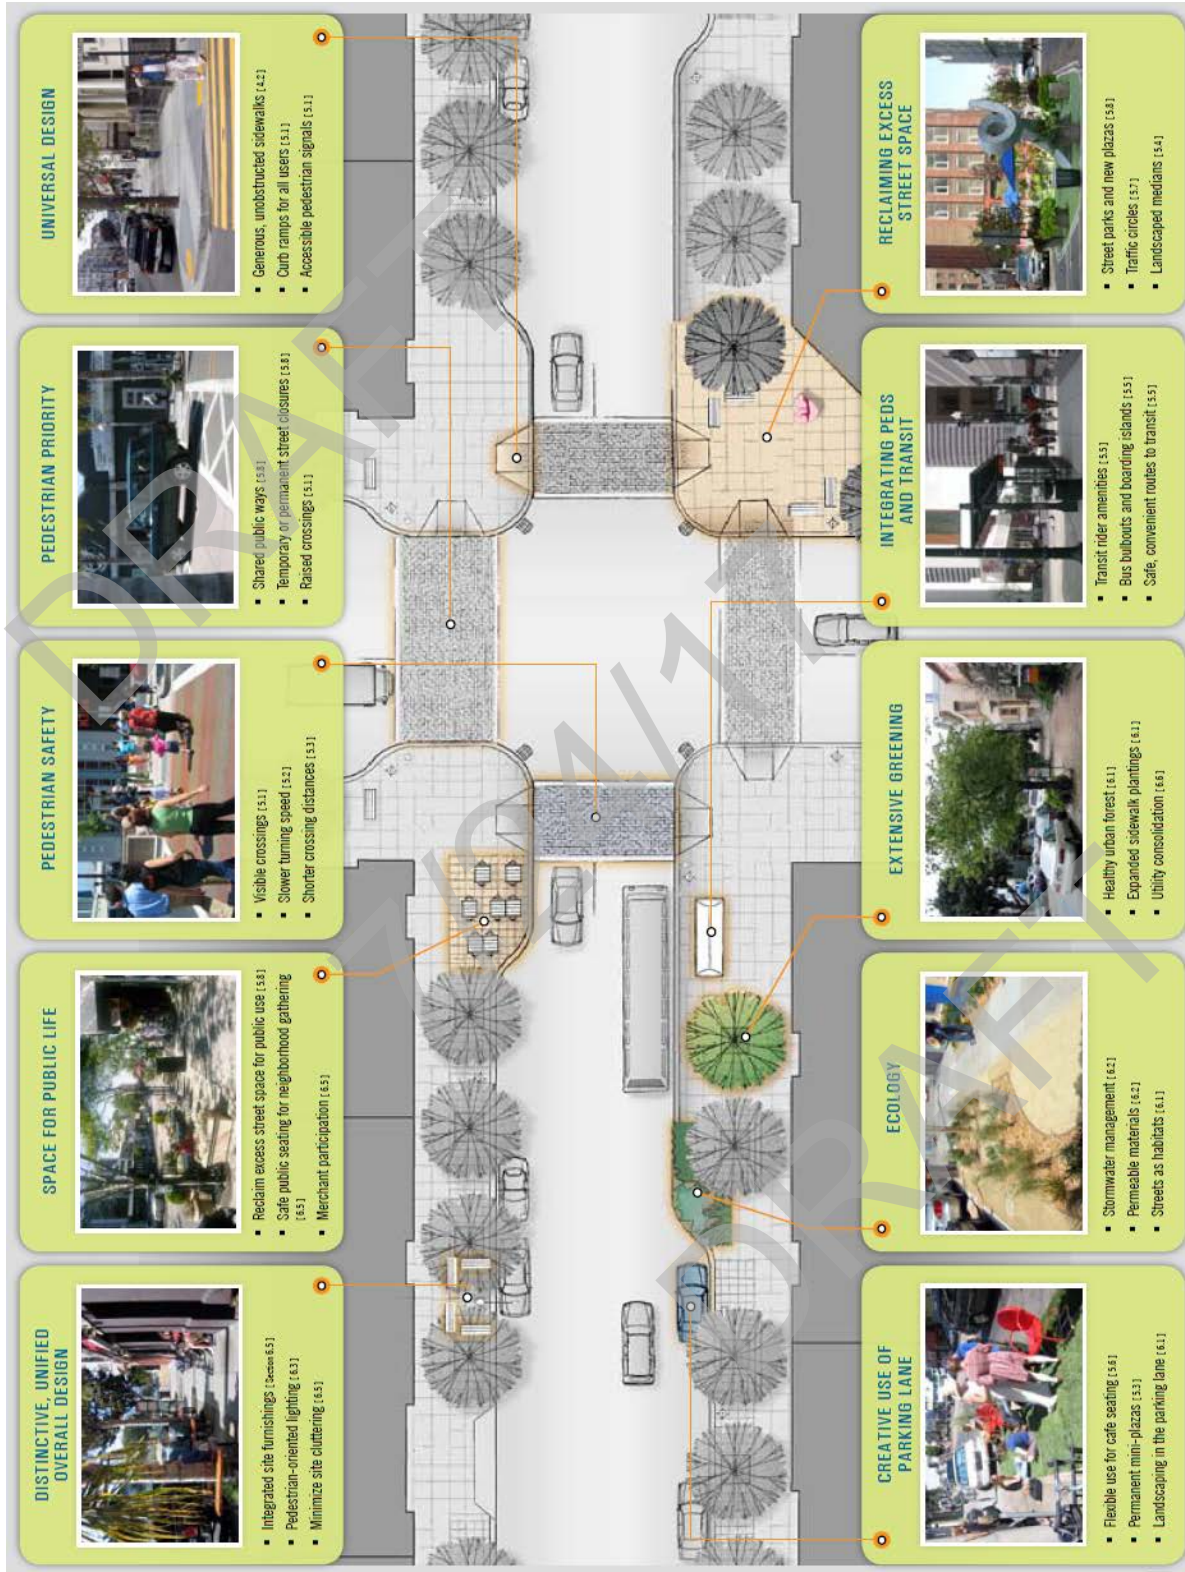 DISTINCTIVE, UNIFIED
OVERALL DESIGN
▪ Integrated site furnishings [Section 6.5]
▪ Pedestrian-oriented lighting [6.3]
▪ Minimize site cluttering [6.5]
SPACE FOR PUBLIC LIFE
▪ Reclaim excess street space for public use [5.8]
▪ Safe public seating for neighborhood gathering
[6.5]
▪ Merchant participation [6.5]
PEDESTRIAN SAFETY
▪ Visible crossings [5.1]
▪ Slower turning speed [5.2]
▪ Shorter crossing distances [5.3]
PEDESTRIAN PRIORITY
▪ Shared public ways [5.8]
▪ Temporary or permanent street closures [5.8]
▪ Raised crossings [5.1]
UNIVERSAL DESIGN
▪ Generous, unobstructed sidewalks [4.2]
▪ Curb ramps for all users [5.1]
▪ Accessible pedestrian signals [5.1]
CREATIVE USE OF
PARKING LANE
▪ Flexible use for cafe seating [5.6]
▪ Permanent mini-plazas [5.3]
▪ Landscaping in the parking lane [6.1]
ECOLOGY
▪ Stormwater management [6.2]
▪ Permeable materials [6.2]
▪ Streets as habitats [6.1]
EXTENSIVE GREENING
▪ Healthy urban forest [6.1]
▪ Expanded sidewalk plantings [6.1]
▪ Utility consolidation [6.6]
INTEGRATING PEDS
AND TRANSIT
▪ Transit rider amenities [5.5]
▪ Bus bulbouts and boarding islands [5.5]
▪ Safe, convenient routes to transit [5.5]
RECLAIMING EXCESS
STREET SPACE
▪ Street parks and new plazas [5.8]
▪ Traffic circles [5.7]
▪ Landscaped medians [5.4]
DRAFT
DRAFT